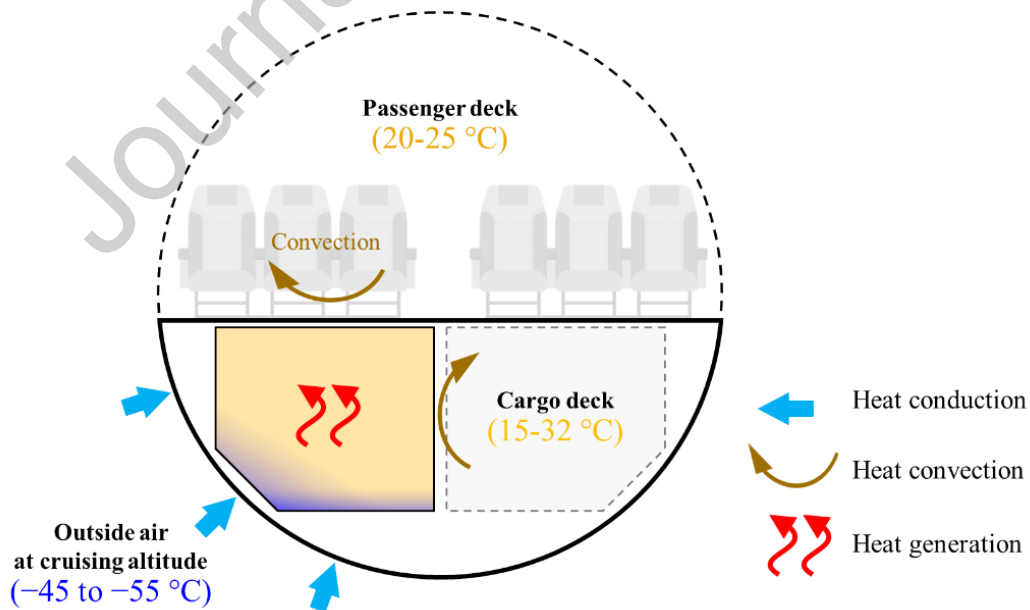 Journ
Passenger deck
(20-25 °C)
Convection
Cargo deck
(15-32 °C)
Outside air
at cruising altitude
(−45 to −55 °C)
Heat conduction
Heat convection
Heat generation